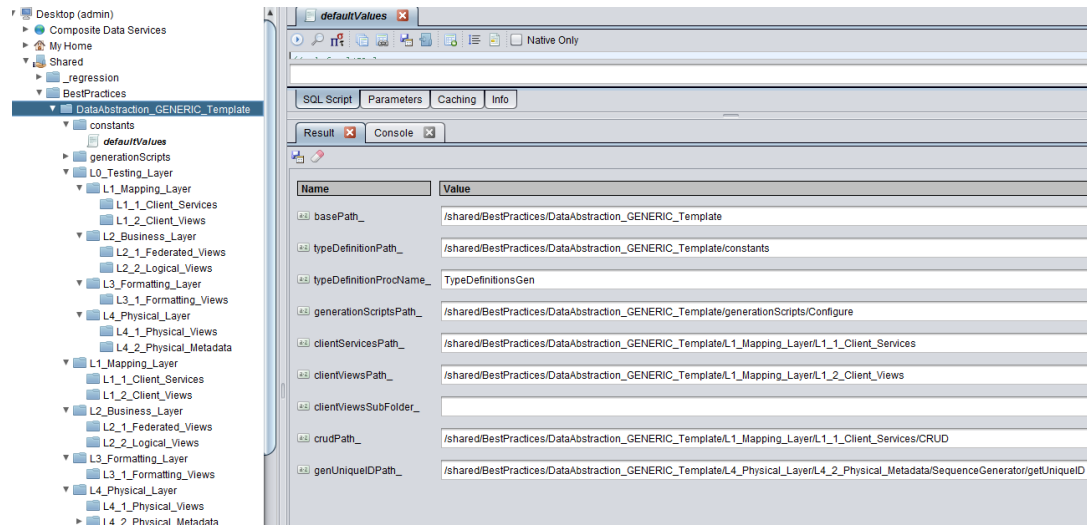 Desktop (admin)
Composite Data Services
My Home
Shared
_regression
BestPractices
DataAbstraction_GENERIC_Template
constants
defaultValues
generationScripts
L0_Testing_Layer
L1_Mapping_Layer
L1_1_Client_Services
L1_2_Client_Views
L2_Business_Layer
L2_1_Federated_Views
L2_2_Logical_Views
L3_Formatting_Layer
L3_1_Formatting_Views
L4_Physical_Layer
L4_1_Physical_Views
L4_2_Physical_Metadata
L1_Mapping_Layer
L1_1_Client_Services
L1_2_Client_Views
L2_Business_Layer
L2_1_Federated_Views
L2_2_Logical_Views
L3_Formatting_Layer
L3_1_Formatting_Views
L4_Physical_Layer
L4_1_Physical_Views
L4_2_Physical_Metadata
defaultValues
Native Only
SQL Script Parameters Caching Info
Result Console
Name Value
basePath_ /shared/BestPractices/DataAbstraction_GENERIC_Template
typeDefinitionPath_ /shared/BestPractices/DataAbstraction_GENERIC_Template/constants
typeDefinitionProcName_ TypeDefinitionsGen
generationScriptsPath_ /shared/BestPractices/DataAbstraction_GENERIC_Template/generationScripts/Configure
clientServicesPath_ /shared/BestPractices/DataAbstraction_GENERIC_Template/L1_Mapping_Layer/L1_1_Client_Services
clientViewsPath_ /shared/BestPractices/DataAbstraction_GENERIC_Template/L1_Mapping_Layer/L1_2_Client_Views
clientViewsSubFolder_
crudPath_ /shared/BestPractices/DataAbstraction_GENERIC_Template/L1_Mapping_Layer/L1_1_Client_Services/CRUD
genUniqueIDPath_ /shared/BestPractices/DataAbstraction_GENERIC_Template/L4_Physical_Layer/L4_2_Physical_Metadata/SequenceGenerator/getUniqueID